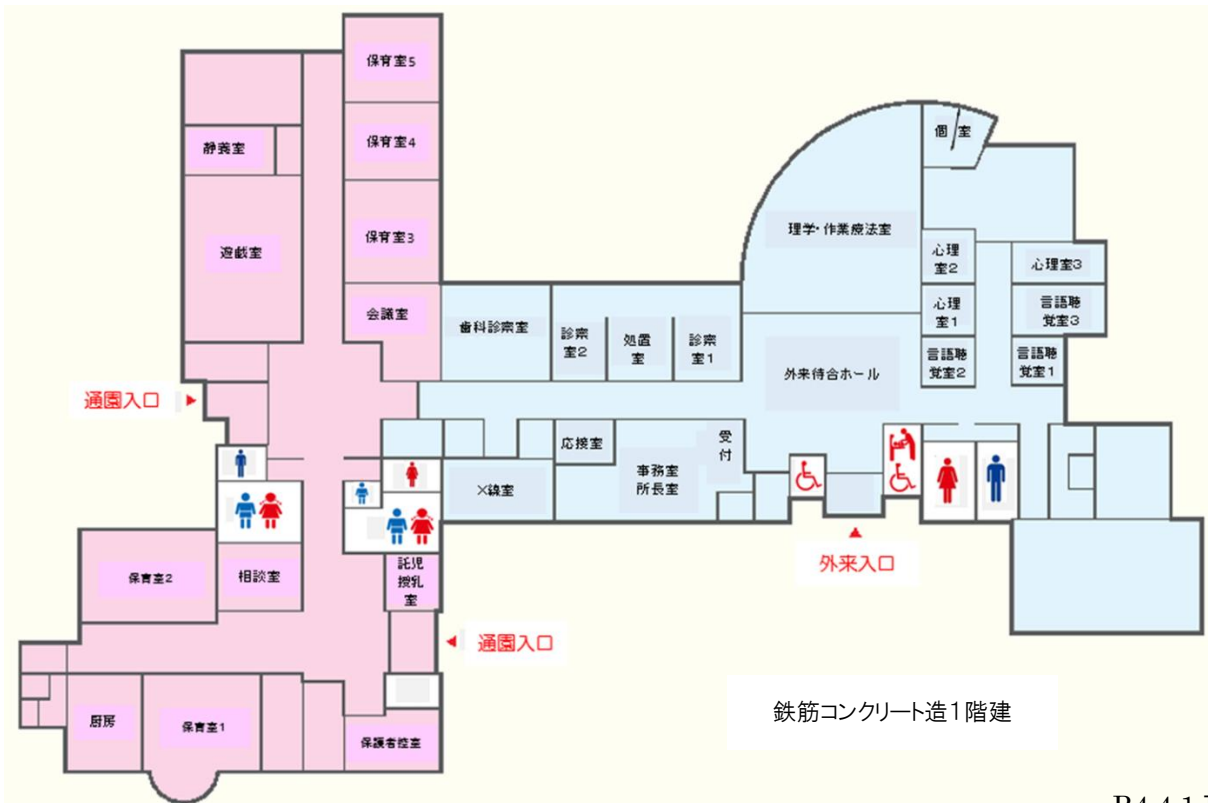 保育室5
保育室4
静養室
個室
保育室3
遊戯室
理学・作業療法室
心理
室2
心理室3
会議室
歯科診察室
診察
室2
処置
室
診察
室1
心理
室1
言語聴
覚室3
外来待合ホール
言語聴
覚室2
言語聴
覚室1
通園入口
応接室
受
付
X線室
事務室
所長室
外来入口
保育室2
相談室
託児
授乳
室
通園入口
厨房
保育室1
保護者控室
鉄筋コンクリート造1階建